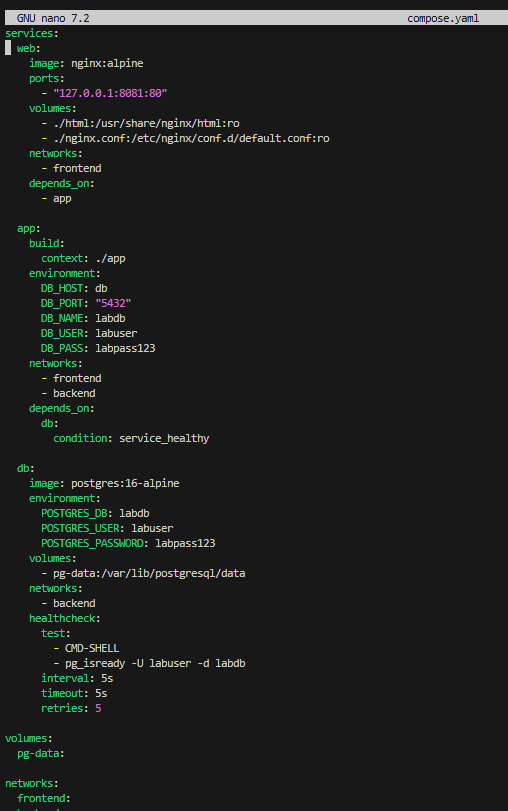 GNU nano 7.2 compose.yaml
services:
  web:
    image: nginx:alpine
    ports:
      - "127.0.0.1:8081:80"
    volumes:
      - ./html:/usr/share/nginx/html:ro
      - ./nginx.conf:/etc/nginx/conf.d/default.conf:ro
    networks:
      - frontend
    depends_on:
      - app

  app:
    build:
      context: ./app
    environment:
      DB_HOST: db
      DB_PORT: "5432"
      DB_NAME: labdb
      DB_USER: labuser
      DB_PASS: labpass123
    networks:
      - frontend
      - backend
    depends_on:
      db:
        condition: service_healthy

  db:
    image: postgres:16-alpine
    environment:
      POSTGRES_DB: labdb
      POSTGRES_USER: labuser
      POSTGRES_PASSWORD: labpass123
    volumes:
      - pg-data:/var/lib/postgresql/data
    networks:
      - backend
    healthcheck:
      test:
        - CMD-SHELL
        - pg_isready -U labuser -d labdb
      interval: 5s
      timeout: 5s
      retries: 5

volumes:
  pg-data:

networks:
  frontend: